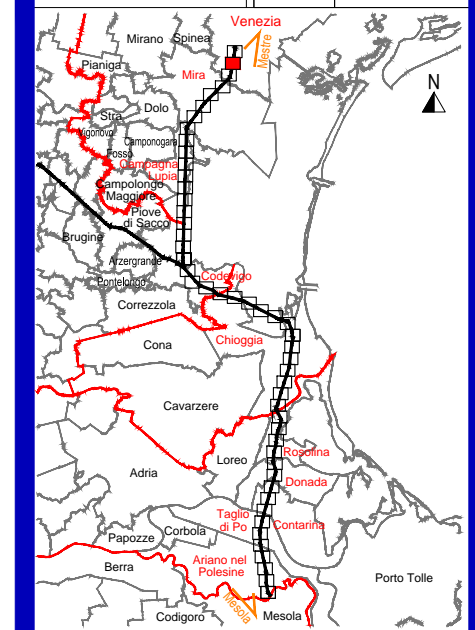 Venezia
Mirano
Spinea
Mestre
Pianiga
Mira
N
Dolo
Stra
Vigonovo
Camponogara
Fosso
Campagna
Lupia
Campolongo
Maggiore
Piove
di Sacco
Brugine
Arzergrande
Codevigo
Pontelongo
Correzzola
Chioggia
Cona
Cavarzere
Loreo
Rosolina
Adria
Donada
Taglio
di Po
Contarina
Corbola
Papozze
Ariano nel
Polesine
Berra
Porto Tolle
Mesola
Mesola
Codigoro